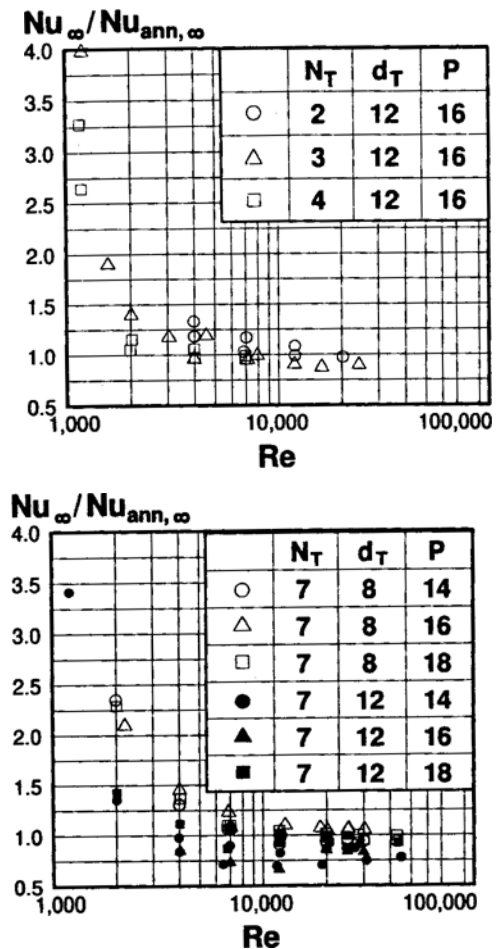 Nu∞/Nuann,∞
4.0
3.5
3.0
2.5
2.0
1.5
1.0
0.5
NT dT P
2 12 16
3 12 16
4 12 16
1,000 10,000 100,000
Re
Nu∞/Nuann,∞
4.0
3.5
3.0
2.5
2.0
1.5
1.0
0.5
NT dT P
7 8 14
7 8 16
7 8 18
7 12 14
7 12 16
7 12 18
1,000 10,000 100,000
Re